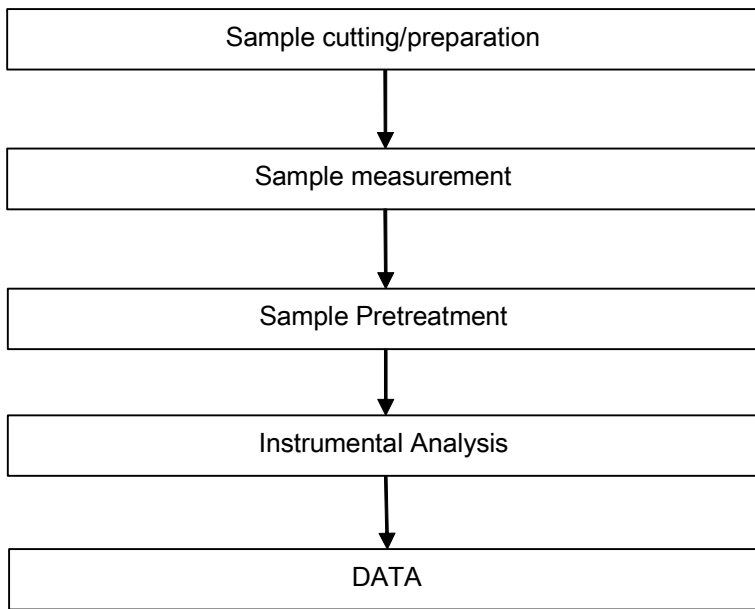 Sample cutting/preparation
Sample measurement
Sample Pretreatment
Instrumental Analysis
DATA